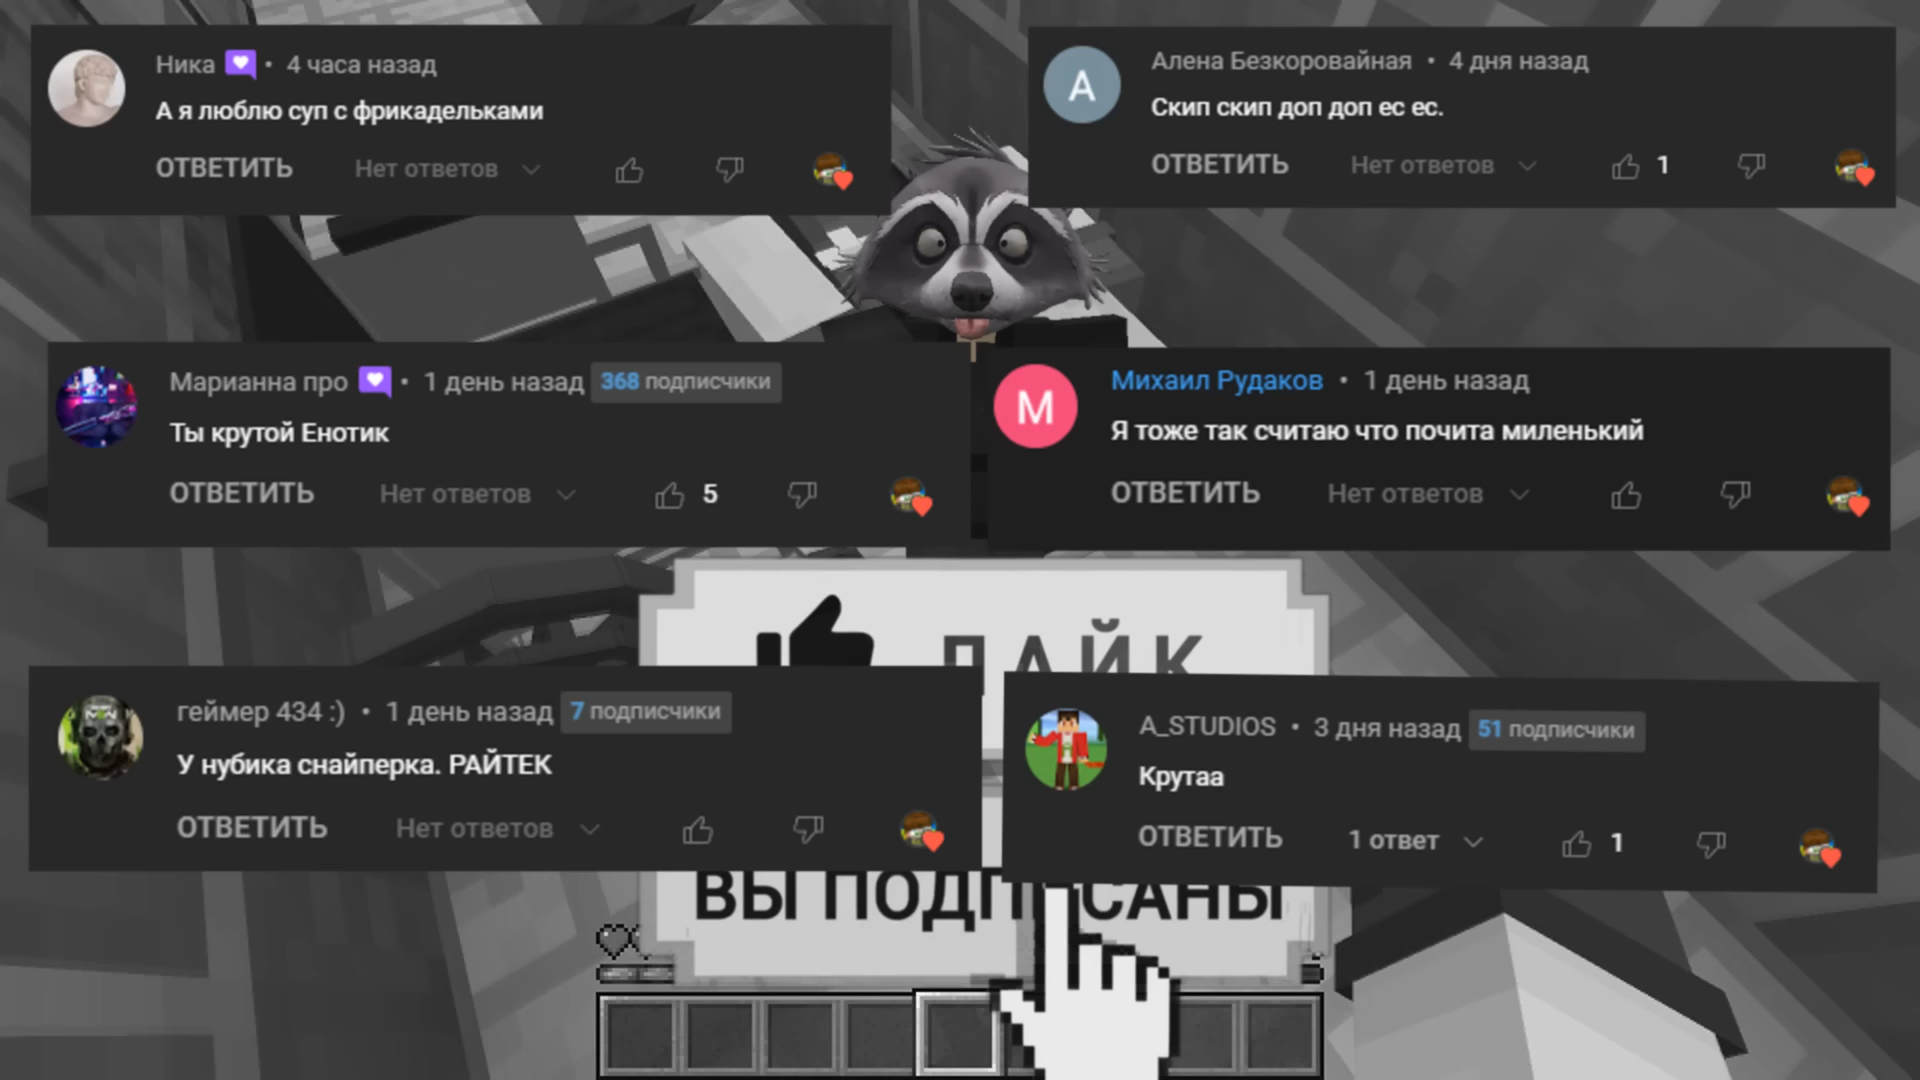 Ника • 4 часа назад
А я люблю суп с фрикадельками
ОТВЕТИТЬ Нет ответов
А
Алена Безкоровайная • 4 дня назад
Скип скип доп доп ес ес.
ОТВЕТИТЬ Нет ответов 1
Марианна про • 1 день назад 368 подписчики
Ты крутой Енотик
ОТВЕТИТЬ Нет ответов 5
М
Михаил Рудаков • 1 день назад
Я тоже так считаю что почита миленький
ОТВЕТИТЬ Нет ответов
ЛАЙК
геймер 434 :) • 1 день назад 7 подписчики
У нубика снайперка. РАЙТЕК
ОТВЕТИТЬ Нет ответов
A_STUDIOS • 3 дня назад 51 подписчики
Крутаа
ОТВЕТИТЬ 1 ответ 1
ВЫ ПОДПИСАНЫ